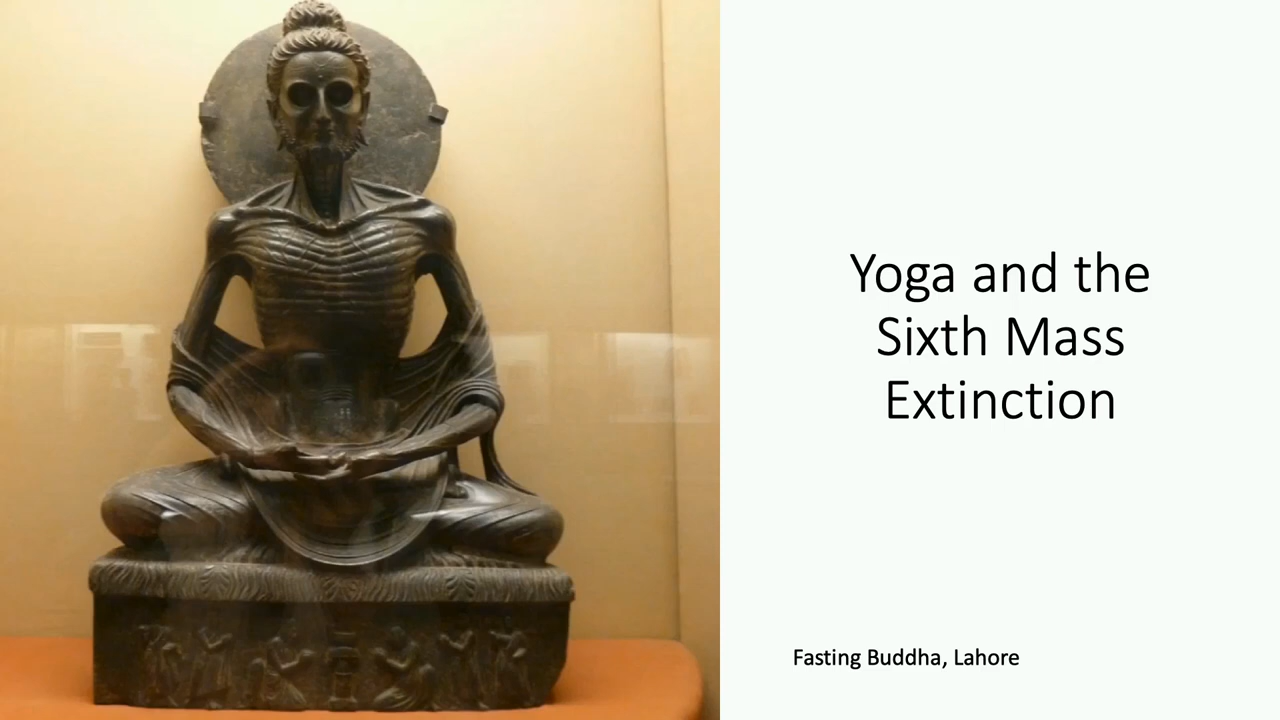 Yoga and the
Sixth Mass
Extinction
Fasting Buddha, Lahore